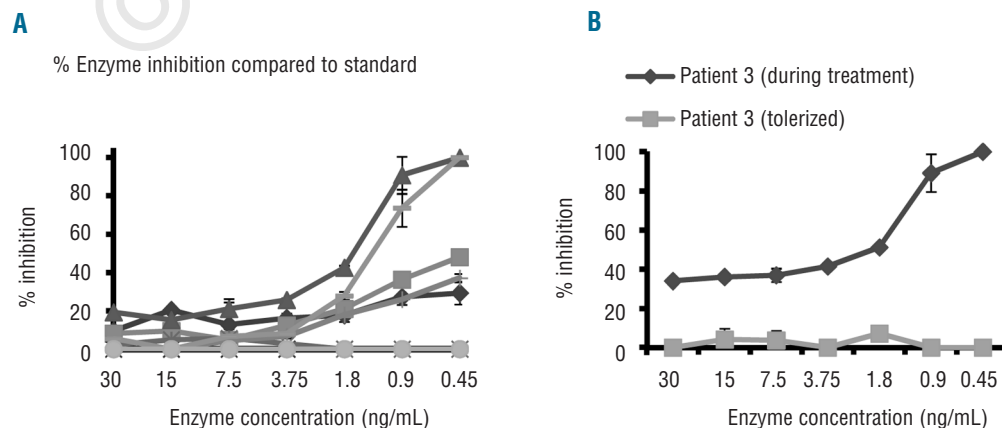 A
% Enzyme inhibition compared to standard
% inhibition
100
80
60
40
20
0
30 15 7.5 3.75 1.8 0.9 0.45
Enzyme concentration (ng/mL)
B
Patient 3 (during treatment)
Patient 3 (tolerized)
% inhibition
100
80
60
40
20
0
30 15 7.5 3.75 1.8 0.9 0.45
Enzyme concentration (ng/mL)